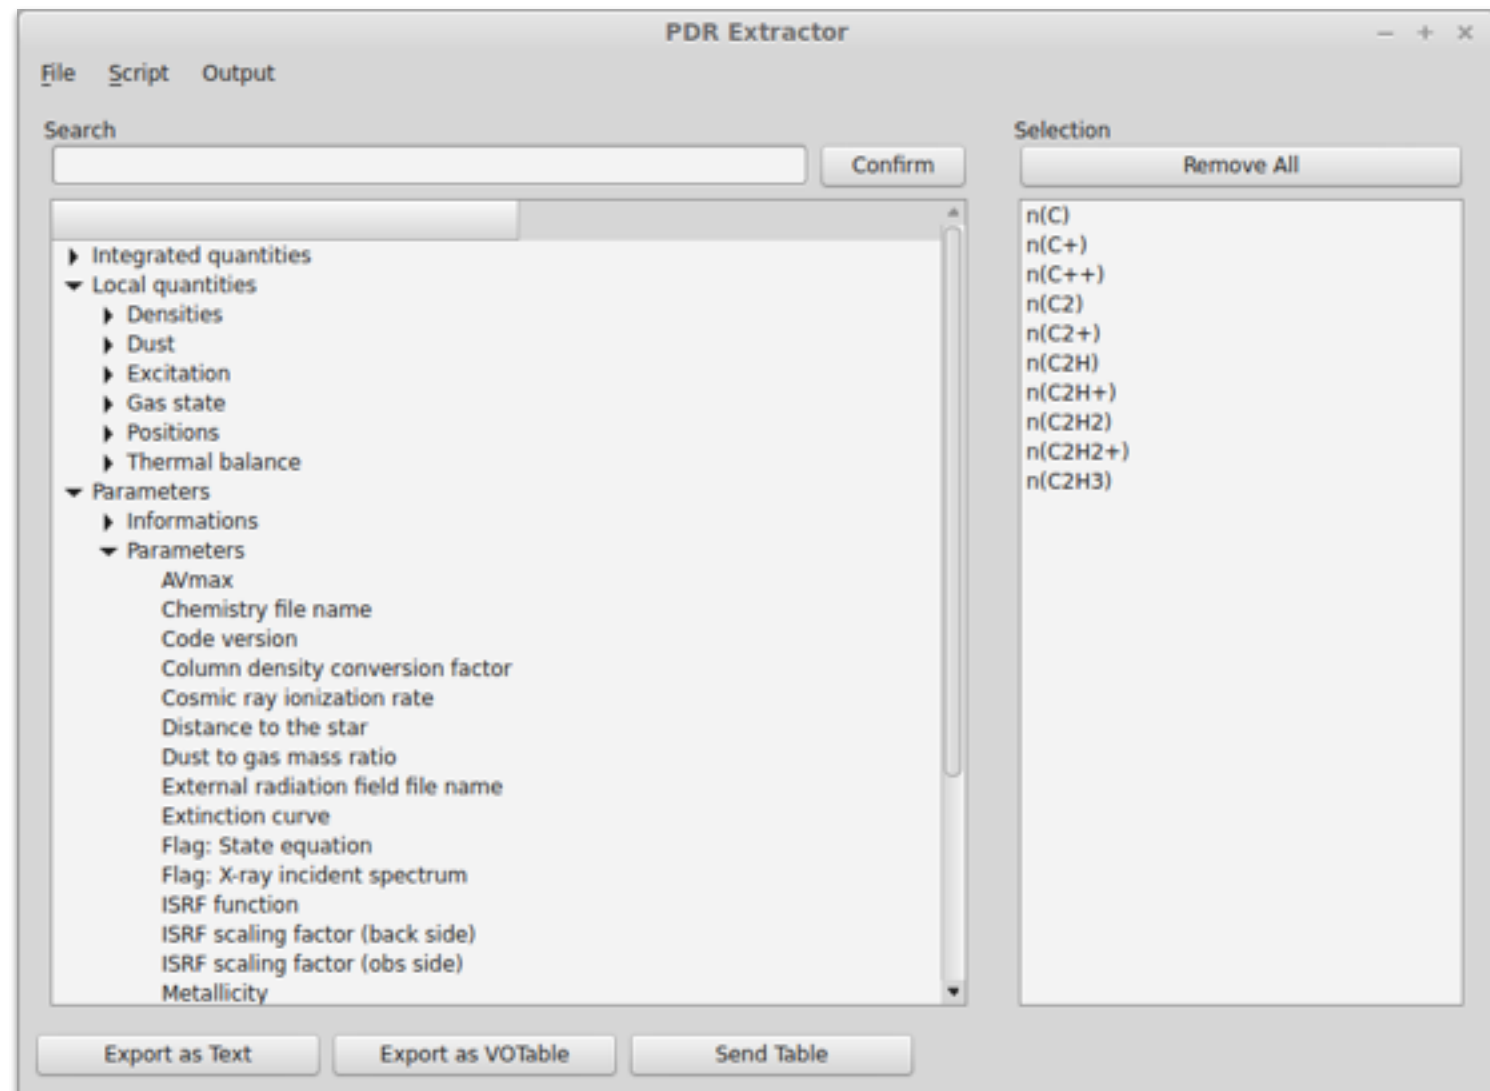 PDR Extractor
File Script Output
Search
Confirm
Integrated quantities
Local quantities
Densities
Dust
Excitation
Gas state
Positions
Thermal balance
Parameters
Informations
Parameters
AVmax
Chemistry file name
Code version
Column density conversion factor
Cosmic ray ionization rate
Distance to the star
Dust to gas mass ratio
External radiation field file name
Extinction curve
Flag: State equation
Flag: X-ray incident spectrum
ISRF function
ISRF scaling factor (back side)
ISRF scaling factor (obs side)
Metallicity
Selection
Remove All
n(C)
n(C+)
n(C++)
n(C2)
n(C2+)
n(C2H)
n(C2H+)
n(C2H2)
n(C2H2+)
n(C2H3)
Export as Text Export as VOTable Send Table